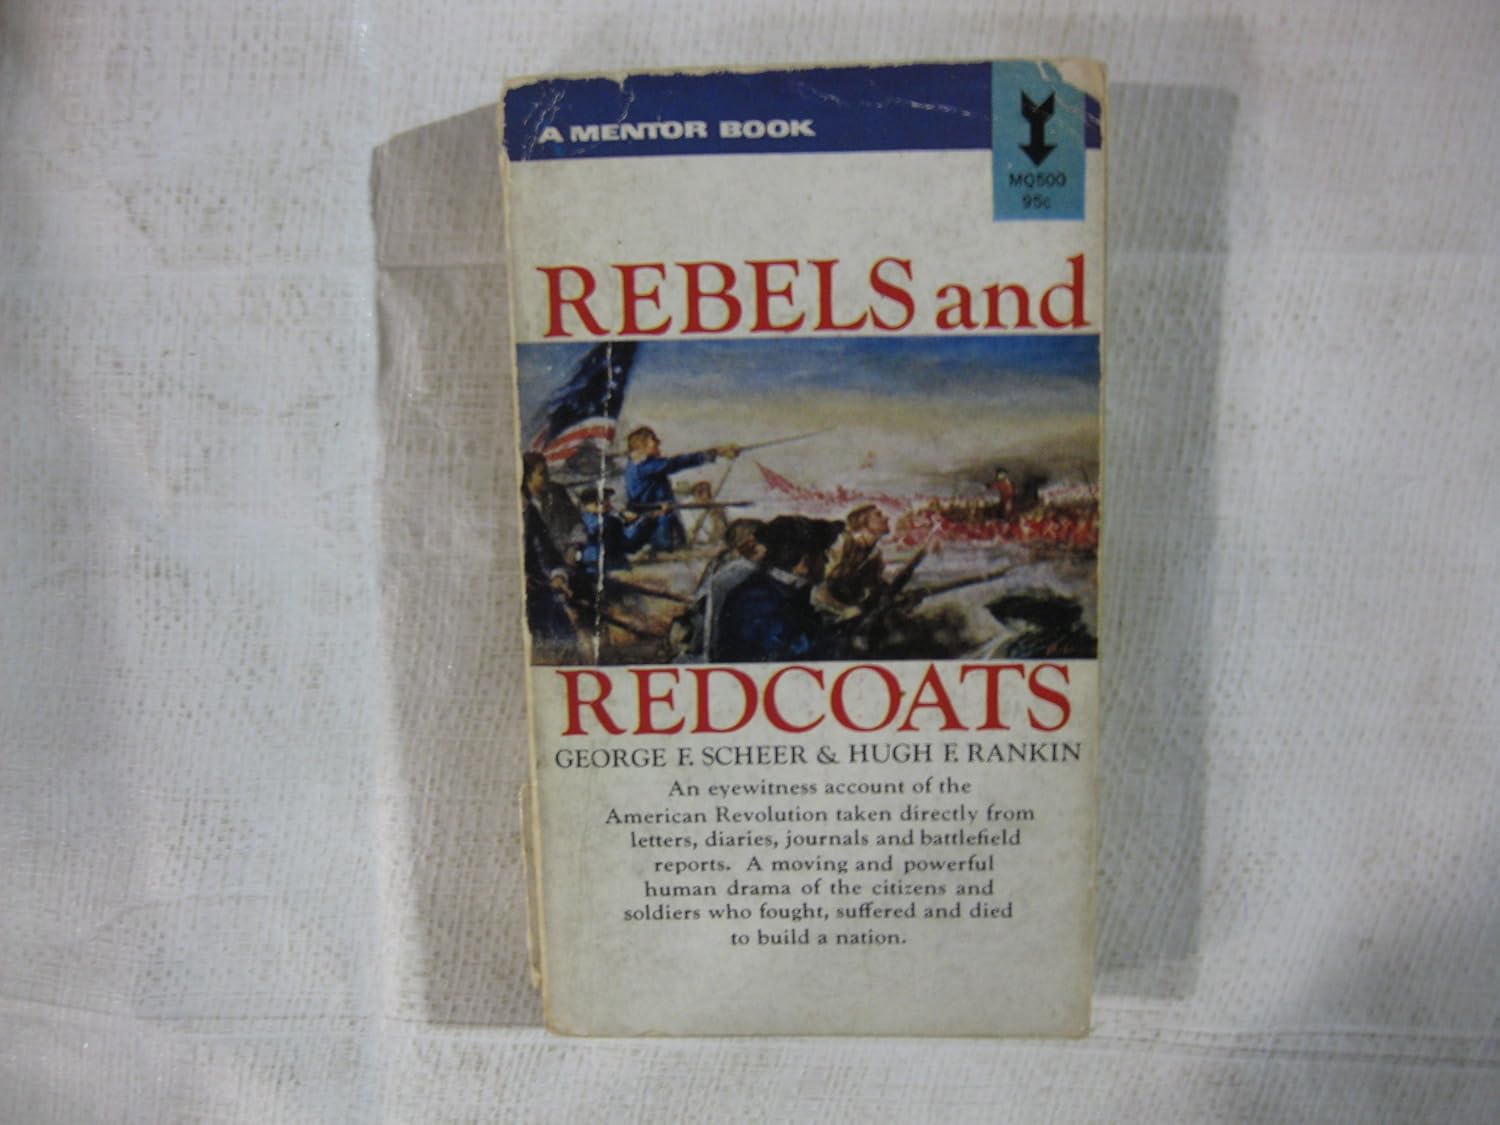 A MENTOR BOOK
MQ500
95c
REBELS and
REDCOATS
GEORGE F. SCHEER & HUGH F. RANKIN
An eyewitness account of the
American Revolution taken directly from
letters, diaries, journals and battlefield
reports. A moving and powerful
human drama of the citizens and
soldiers who fought, suffered and died
to build a nation.